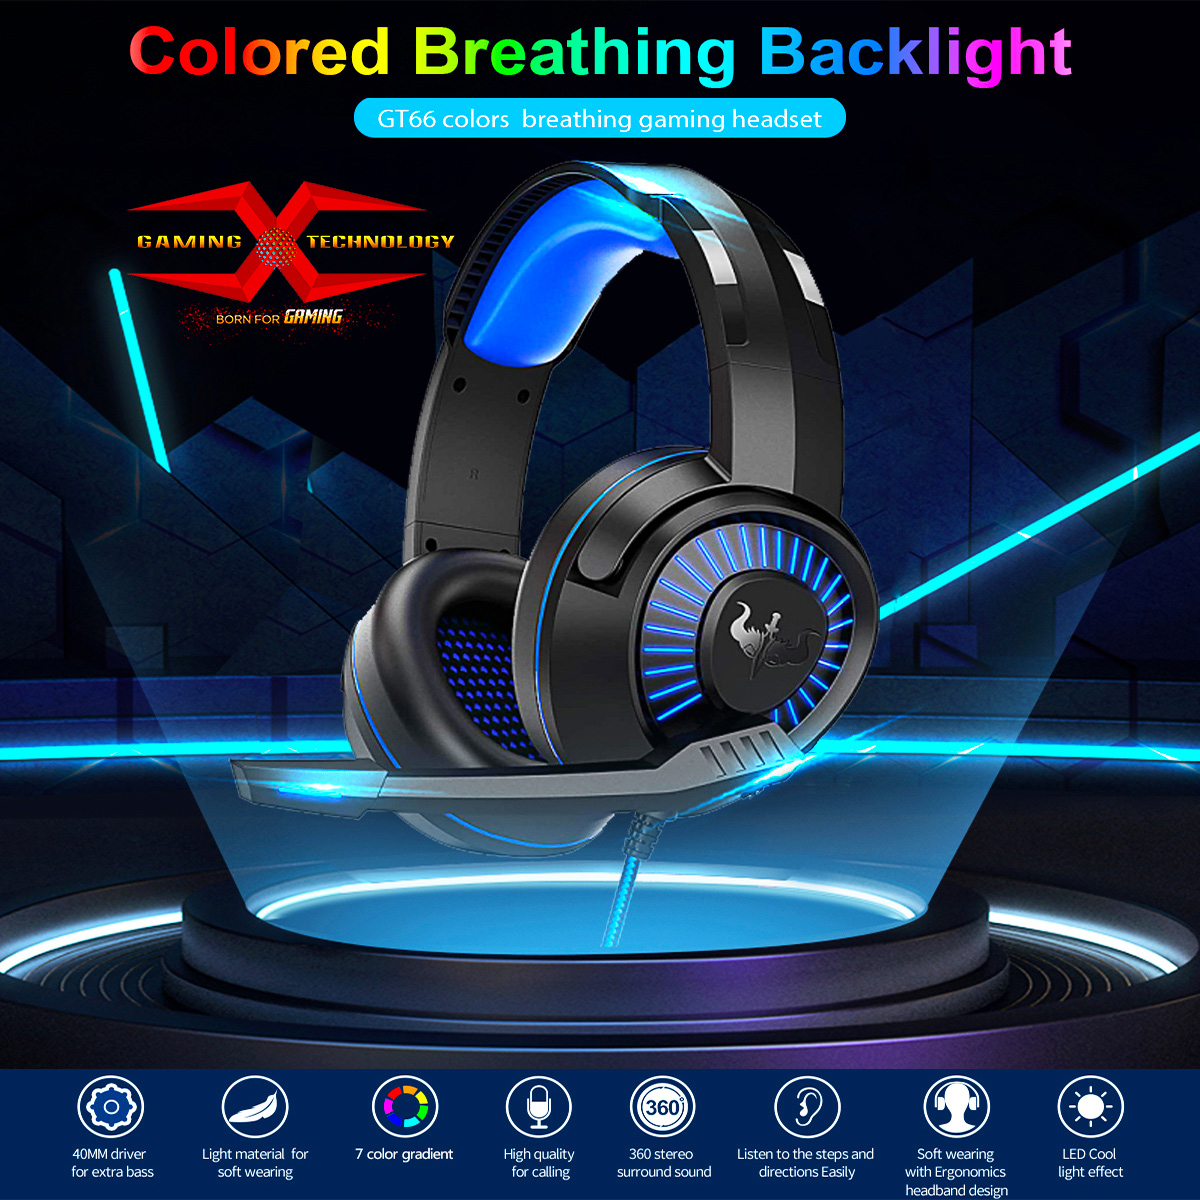 Colored Breathing Backlight
GT66 colors breathing gaming headset
GAMING TECHNOLOGY
BORN FOR GAMING
R
360°
40MM driver
for extra bass
Light material for
soft wearing
7 color gradient
High quality
for calling
360 stereo
surround sound
Listen to the steps and
directions Easily
Soft wearing
with Ergonomics
headband design
LED Cool
light effect